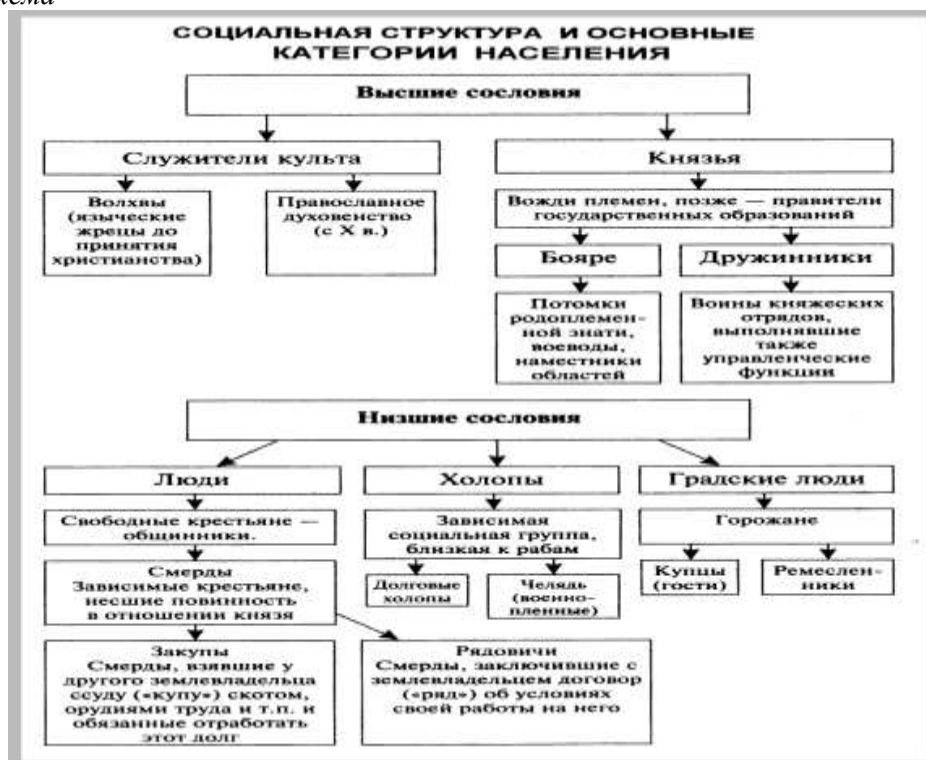 СОЦИАЛЬНАЯ СТРУКТУРА И ОСНОВНЫЕ
КАТЕГОРИИ НАСЕЛЕНИЯ
Высшие сословия
Служители культа
Волхвы
(языческие
жрецы до
принятия
христианства)
Православное
духовенство
(с X в.)
Князья
Вожди племен, позже — правители
государственных образований
Бояре
Потомки
родоплемен-
ной знати,
воеводы,
наместники
областей
Дружинники
Воины княжеских
отрядов,
выполнявшие
также
управленческие
функции
Низшие сословия
Люди
Свободные крестьяне —
общинники.
Смерды
Зависимые крестьяне,
несшие повинность
в отношении князя
Закупы
Смерды, взявшие у
другого землевладельца
ссуду («купу») скотом,
орудиями труда и т.п. и
обязанные отработать
этот долг
Рядовичи
Смерды, заключившие с
землевладельцем договор
(«ряд») об условиях
своей работы на него
Холопы
Зависимая
социальная группа,
близкая к рабам
Долговые
холопы
Челядь
(военно-
пленные)
Градские люди
Горожане
Купцы
(гости)
Ремеслен-
ники